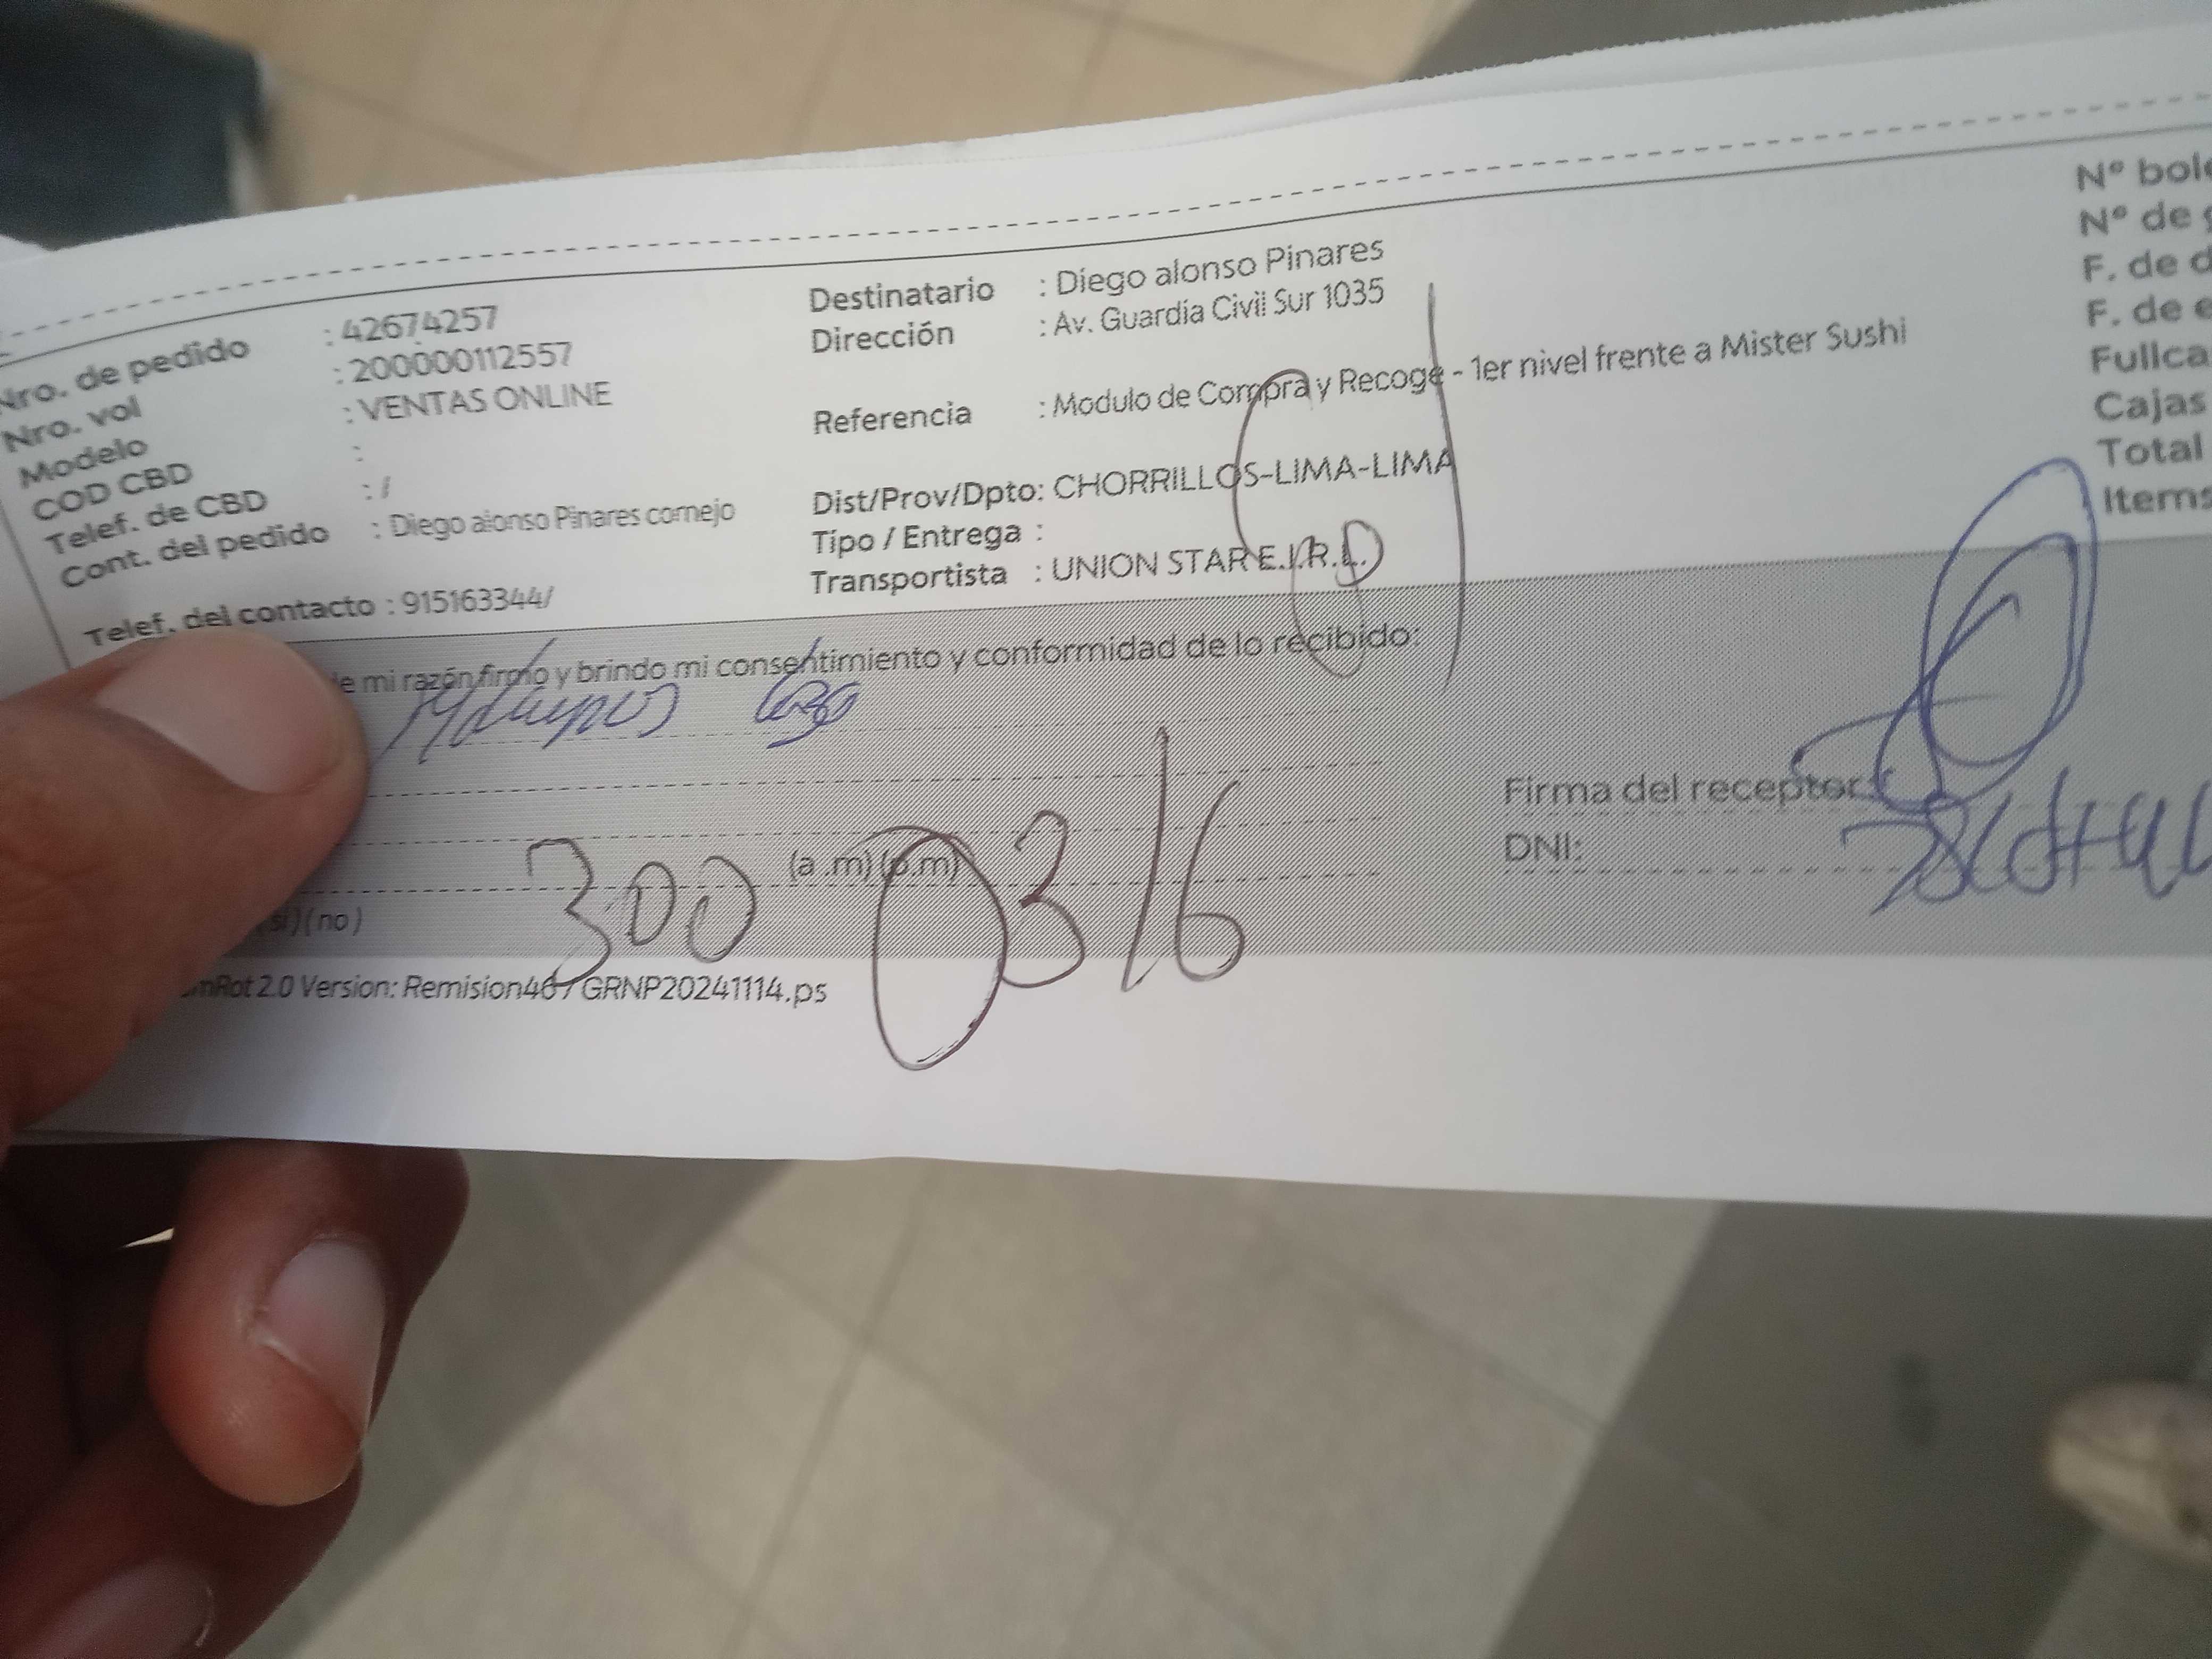 Nro. de pedido : 42674257
Nro. vol : 200000112557
Modelo : VENTAS ONLINE
COD CBD :
Telef. de CBD : /
Cont. del pedido : Diego alonso Pinares cornejo
Telef. del contacto : 915163344/
Destinatario : Diego alonso Pinares
Dirección : Av. Guardia Civil Sur 1035
Referencia : Modulo de Compra y Recoge - 1er nivel frente a Mister Sushi
Dist/Prov/Dpto: CHORRILLOS-LIMA-LIMA
Tipo / Entrega :
Transportista : UNION STAR E.I.R.L.
N°
N° de
F. de
F. de
Cajas
Total
Items
de mi razón firmo y brindo mi consentimiento y conformidad de lo recibido:
Firma del receptor:
DNI:
300 (a .m) (p.m) 0316
(si) (no)
2.0 Version: Remision467 GRNP20241114.ps